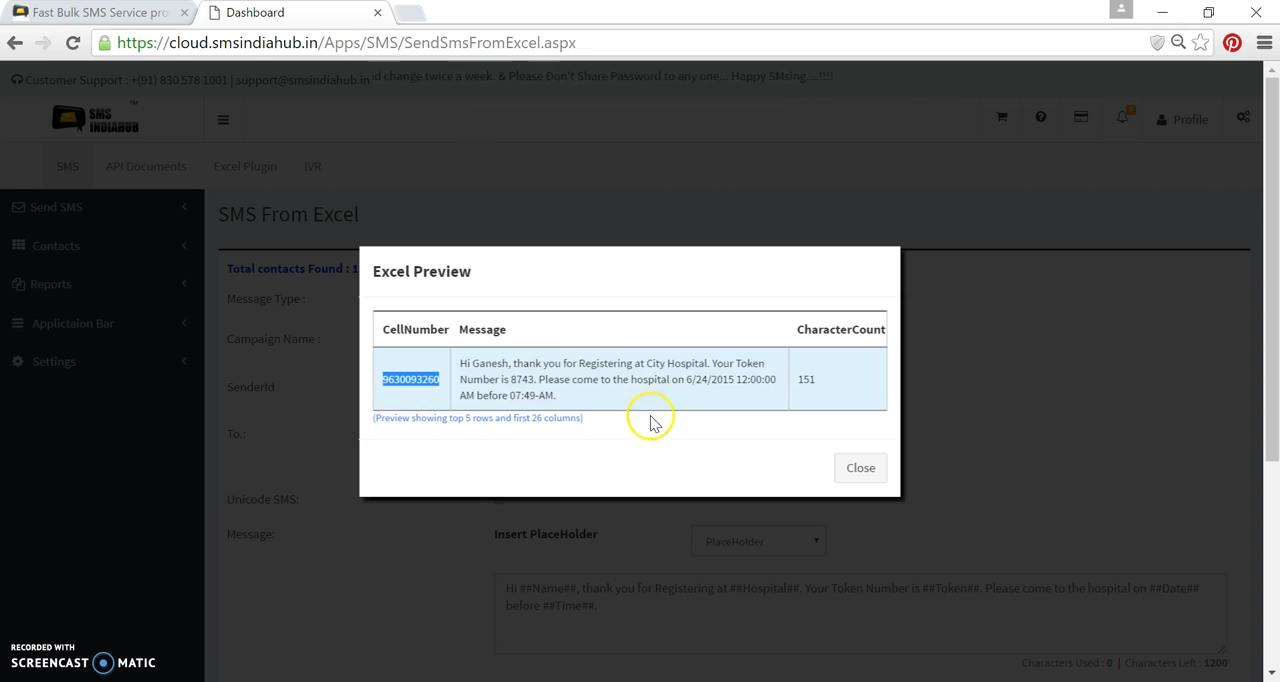 Fast Bulk SMS Service pro
Dashboard
https://cloud.smsindiahub.in/Apps/SMS/SendSmsFromExcel.aspx
Customer Support : +(91) 830 578 1001 | support@smsindiahub.in
d change twice a week. & Please Don't Share Password to any one... Happy SMsing....!!!!
SMS INDIAHUB ™
Profile
SMS
API Documents
Excel Plugin
IVR
Send SMS
Contacts
Reports
Applictaion Bar
Settings
SMS From Excel
Total contacts Found : 1
Message Type :
Campaign Name :
SenderId
To.:
Unicode SMS:
Message:
Excel Preview
CellNumber Message CharacterCount
9630093260
Hi Ganesh, thank you for Registering at City Hospital. Your Token
Number is 8743. Please come to the hospital on 6/24/2015 12:00:00
AM before 07:49-AM.
151
(Preview showing top 5 rows and first 26 columns)
Close
Insert PlaceHolder
PlaceHolder
Hi ##Name##, thank you for Registering at ##Hospital##. Your Token Number is ##Token##. Please come to the hospital on ##Date##
before ##Time##.
Characters Used : 0 | Characters Left : 1200
RECORDED WITH
SCREENCAST MATIC